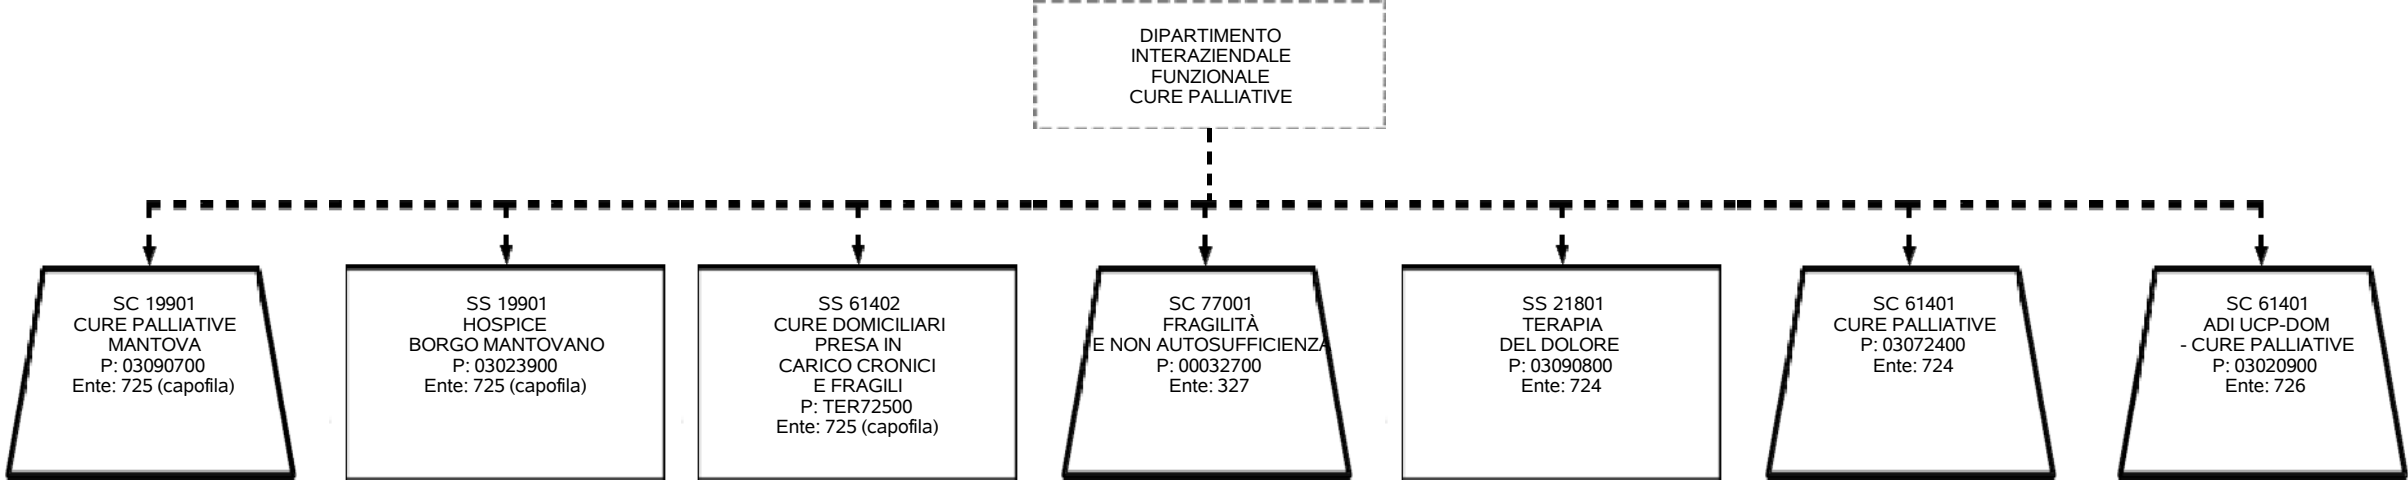 DIPARTIMENTO
INTERAZIENDALE
FUNZIONALE
CURE PALLIATIVE
SC 19901
CURE PALLIATIVE
MANTOVA
P: 03090700
Ente: 725 (capofila)
SS 19901
HOSPICE
BORGO MANTOVANO
P: 03023900
Ente: 725 (capofila)
SS 61402
CURE DOMICILIARI
PRESA IN
CARICO CRONICI
E FRAGILI
P: TER72500
Ente: 725 (capofila)
SC 77001
FRAGILITÀ
E NON AUTOSUFFICIENZA
P: 00032700
Ente: 327
SS 21801
TERAPIA
DEL DOLORE
P: 03090800
Ente: 724
SC 61401
CURE PALLIATIVE
P: 03072400
Ente: 724
SC 61401
ADI UCP-DOM
- CURE PALLIATIVE
P: 03020900
Ente: 726